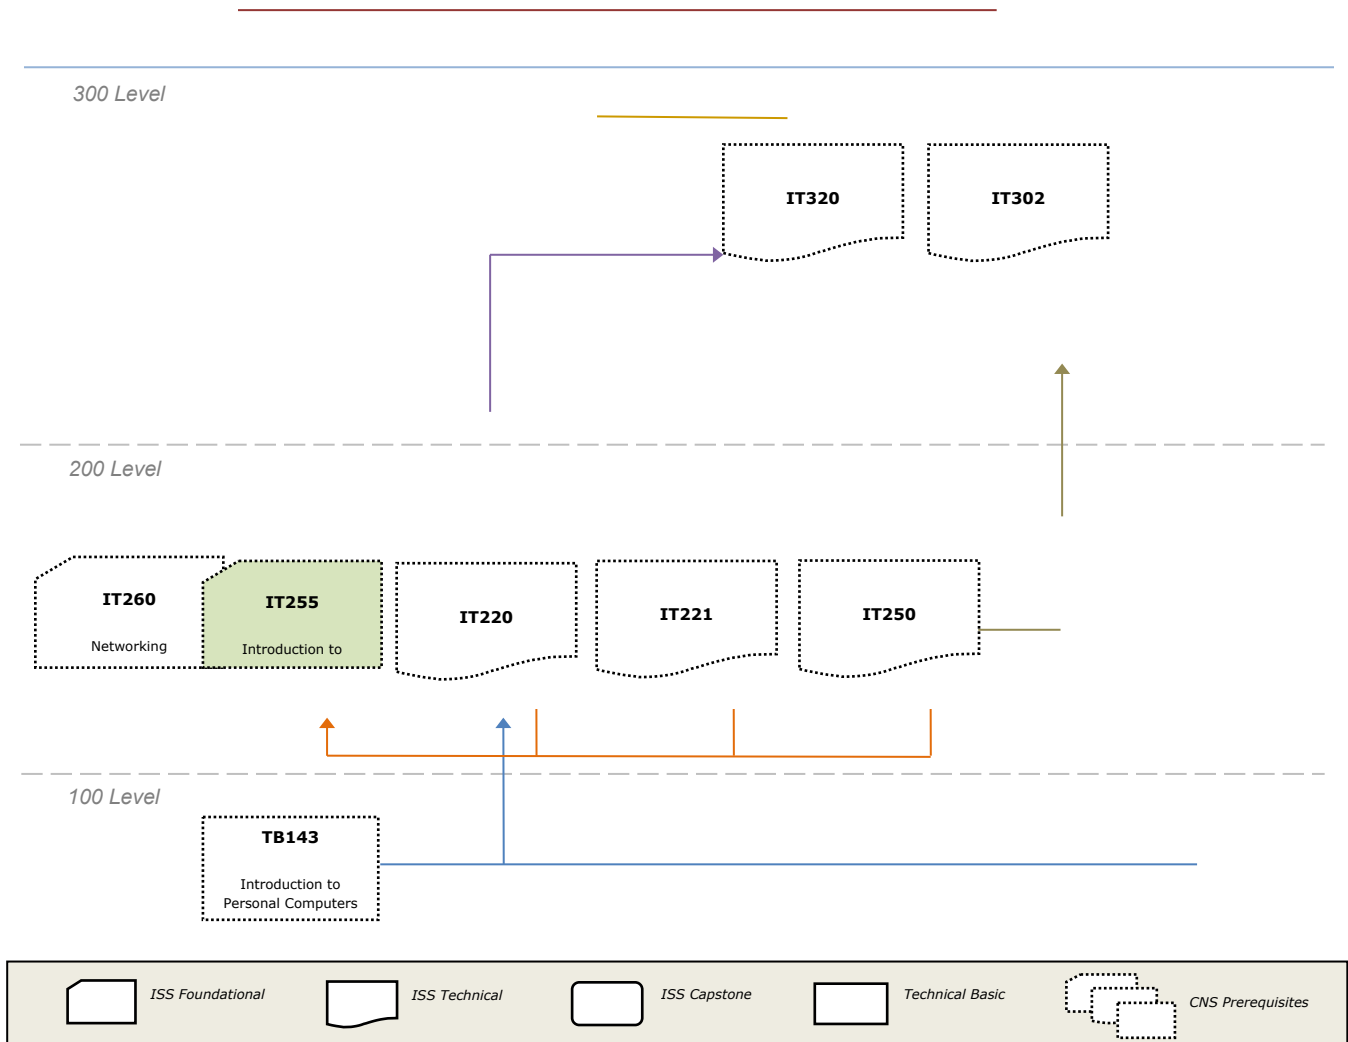 300 Level
IT320
IT302
200 Level
IT260
Networking
IT255
Introduction to
IT220
IT221
IT250
100 Level
TB143
Introduction to
Personal Computers
ISS Foundational
ISS Technical
ISS Capstone
Technical Basic
CNS Prerequisites